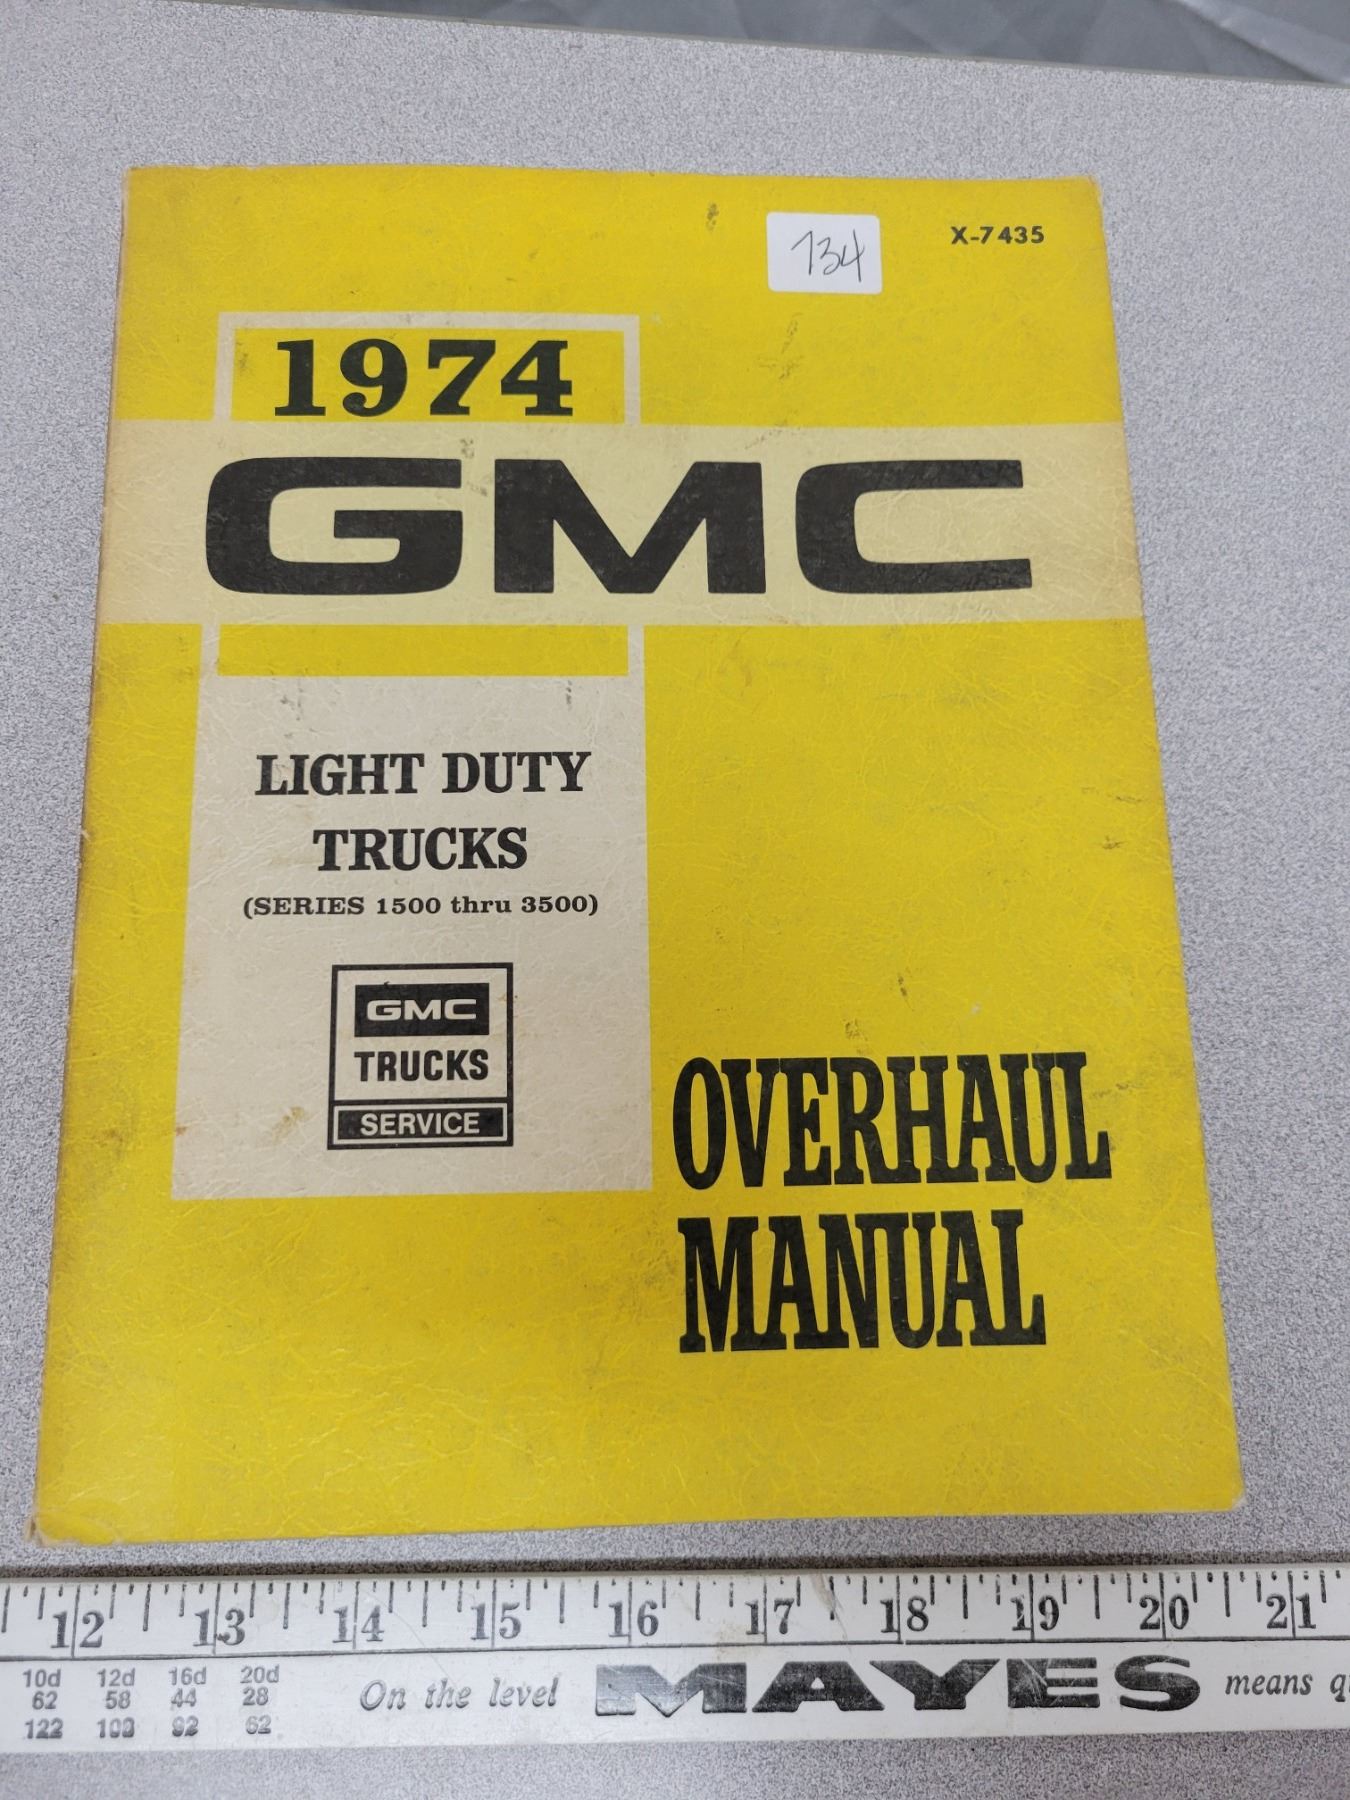 734
X-7435
1974
GMC
LIGHT DUTY
TRUCKS
(SERIES 1500 thru 3500)
GMC
TRUCKS
SERVICE
OVERHAUL
MANUAL
12 13 14 15 16 17 18 19 20 21
10d 12d 16d 20d
62 58 44 28
122 92 62
On the level MAYES means